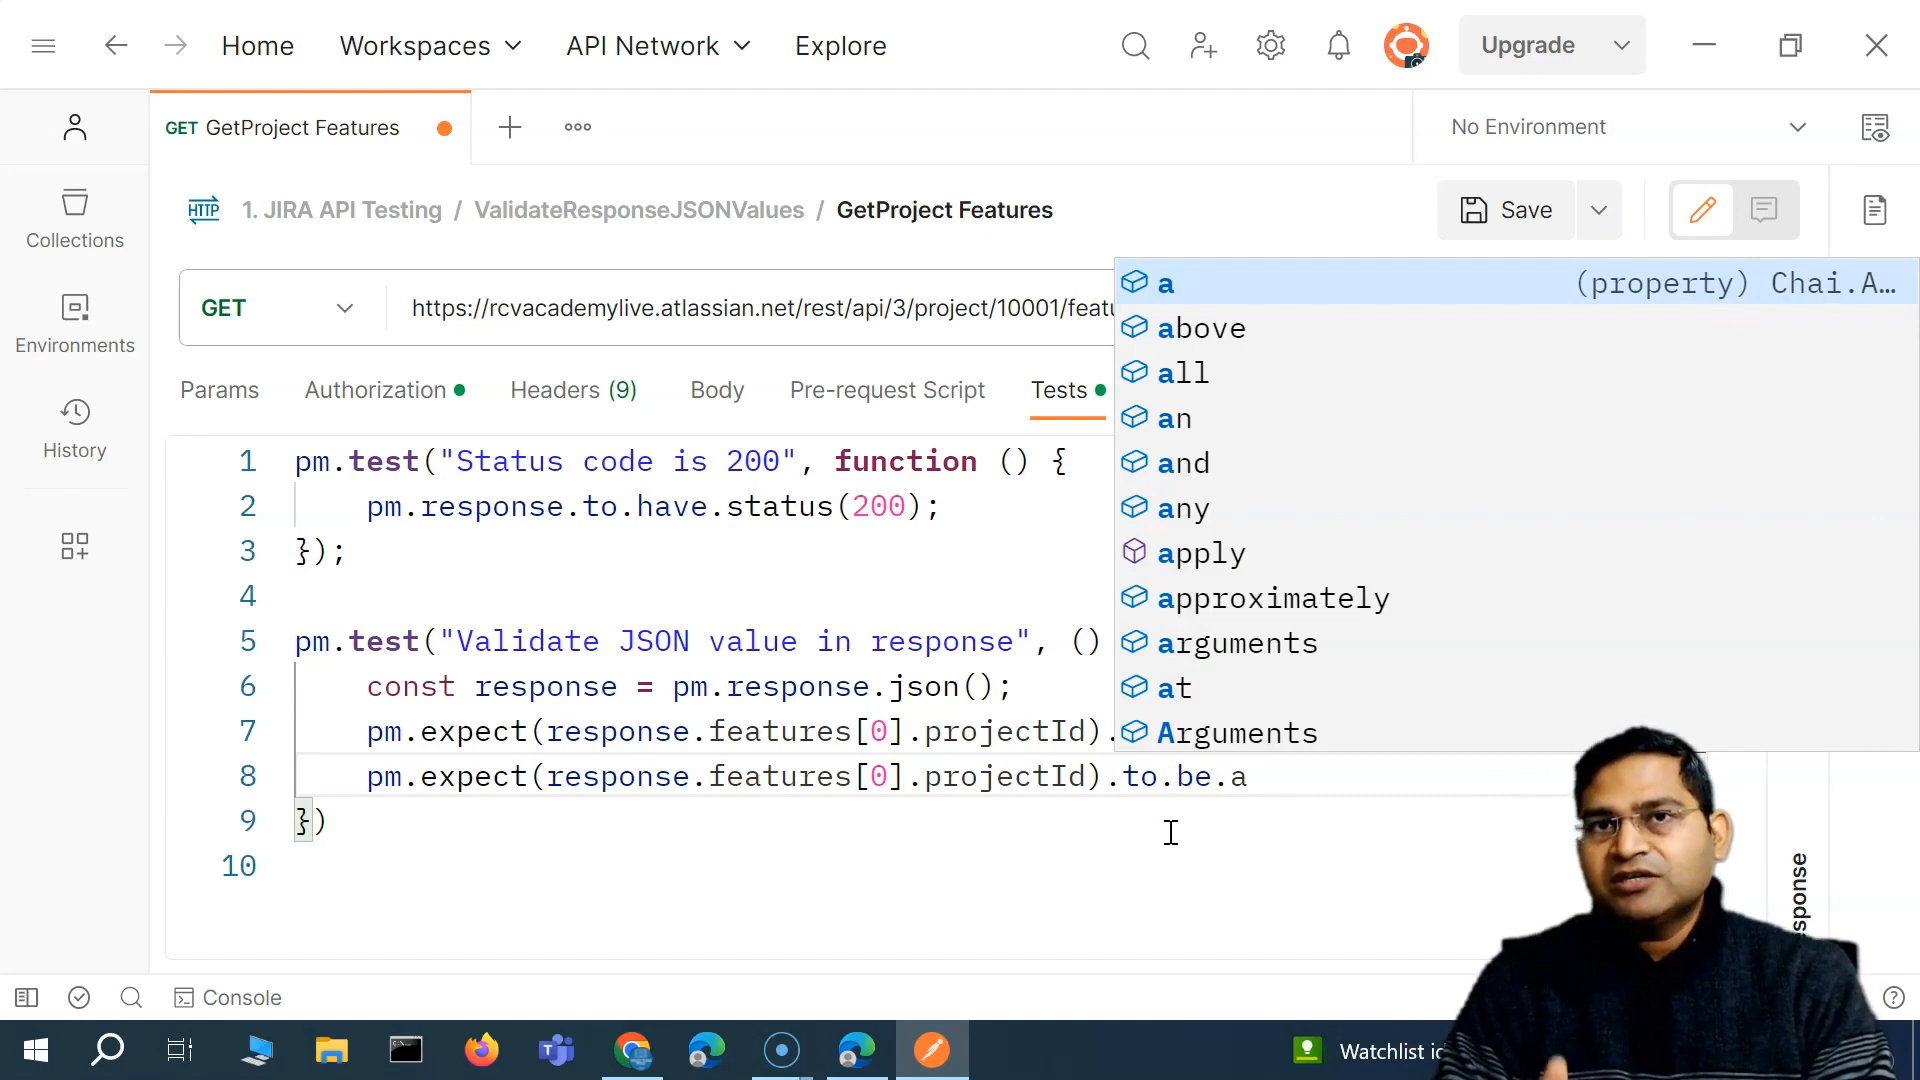 Home Workspaces API Network Explore Upgrade
GET GetProject Features No Environment
HTTP 1. JIRA API Testing / ValidateResponseJSONValues / GetProject Features Save
Collections
Environments
History
GET https://rcvacademylive.atlassian.net/rest/api/3/project/10001/featu
Params Authorization Headers (9) Body Pre-request Script Tests
1 pm.test("Status code is 200", function () {
2 pm.response.to.have.status(200);
3 });
4
5 pm.test("Validate JSON value in response", ()
6 const response = pm.response.json();
7 pm.expect(response.features[0].projectId).
8 pm.expect(response.features[0].projectId).to.be.a
9 })
10
a (property) Chai.A…
above
all
an
and
any
apply
approximately
arguments
at
Arguments
sponse
Console
Watchlist